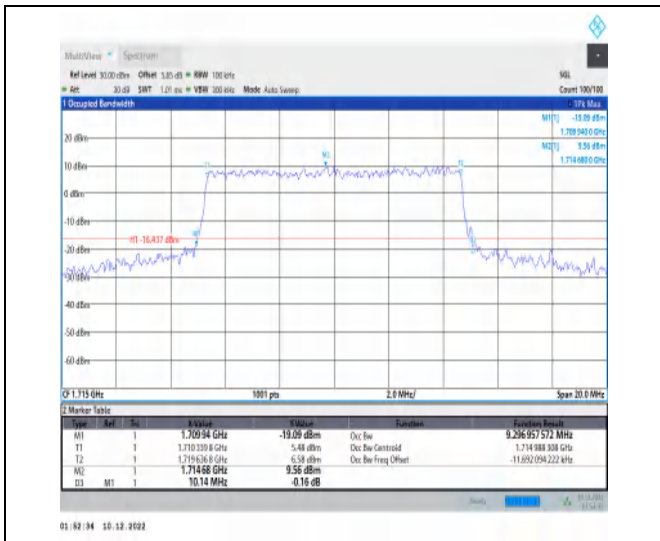 MultiView Spectrum
Ref Level 30.00 dBm Offset 5.85 dB RBW 100 kHz SGL
Att 30 dB SWT 1.01 ms VBW 300 kHz Mode Auto Sweep Count 100/100
1 Occupied Bandwidth 1Pk Max
M1[1] -19.09 dBm
1.709 940 0 GHz
20 dBm
M2[1] 9.56 dBm
1.714 680 0 GHz
M2
T1 T2
10 dBm
0 dBm
-10 dBm
M1
H1 -16.437 dBm
-20 dBm
-30 dBm
-40 dBm
-50 dBm
-60 dBm
CF 1.715 GHz 1001 pts 2.0 MHz/ Span 20.0 MHz
2 Marker Table
Type Ref Trc X-Value Y-Value Function Function Result
M1 1 1.709 94 GHz -19.09 dBm Occ Bw 9.296 957 572 MHz
T1 1 1.710 339 8 GHz 5.48 dBm Occ Bw Centroid 1.714 988 308 GHz
T2 1 1.719 636 8 GHz 6.58 dBm Occ Bw Freq Offset -11.692 094 222 kHz
M2 1 1.714 68 GHz 9.56 dBm
D3 M1 1 10.14 MHz -0.16 dB
Ready
01:52:34 10.12.2022